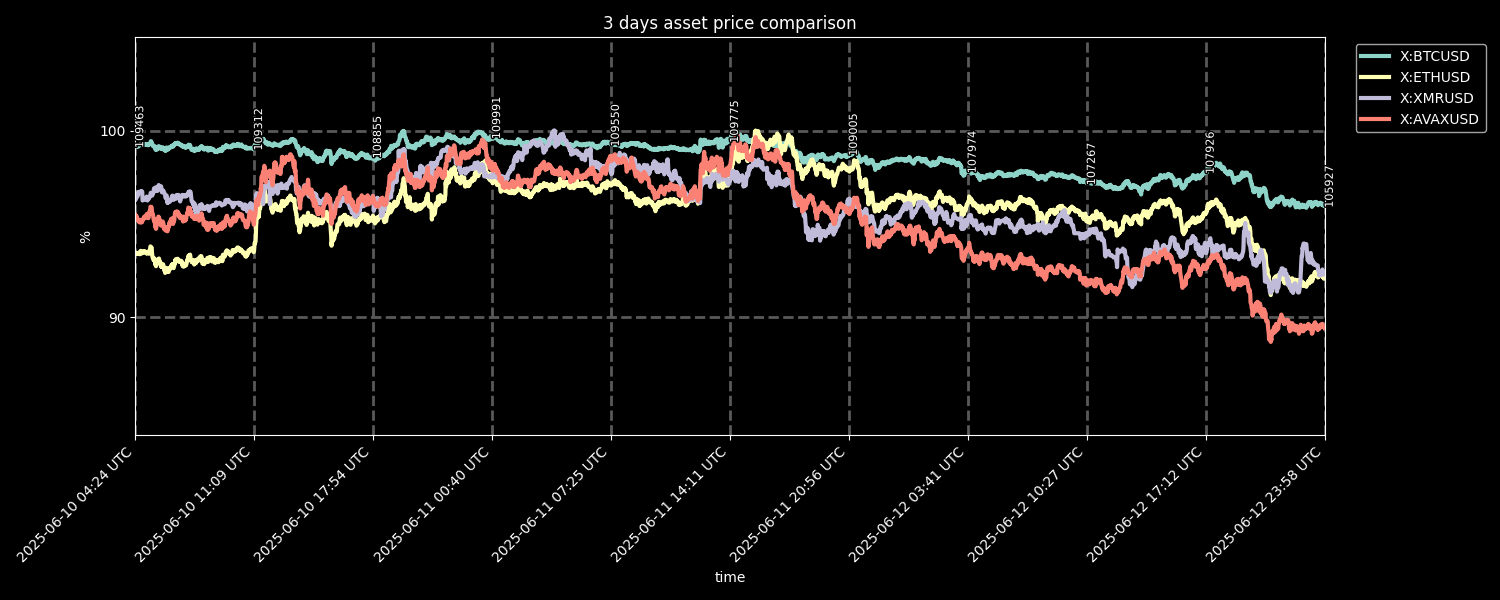 3 days asset price comparison
X:BTCUSD
X:ETHUSD
X:XMRUSD
X:AVAXUSD
109463
109312
108855
109991
109550
109775
109005
107974
107267
107926
105927
100
90
%
2025-06-10 04:24 UTC
2025-06-10 11:09 UTC
2025-06-10 17:54 UTC
2025-06-11 00:40 UTC
2025-06-11 07:25 UTC
2025-06-11 14:11 UTC
2025-06-11 20:56 UTC
2025-06-12 03:41 UTC
2025-06-12 10:27 UTC
2025-06-12 17:12 UTC
2025-06-12 23:58 UTC
time